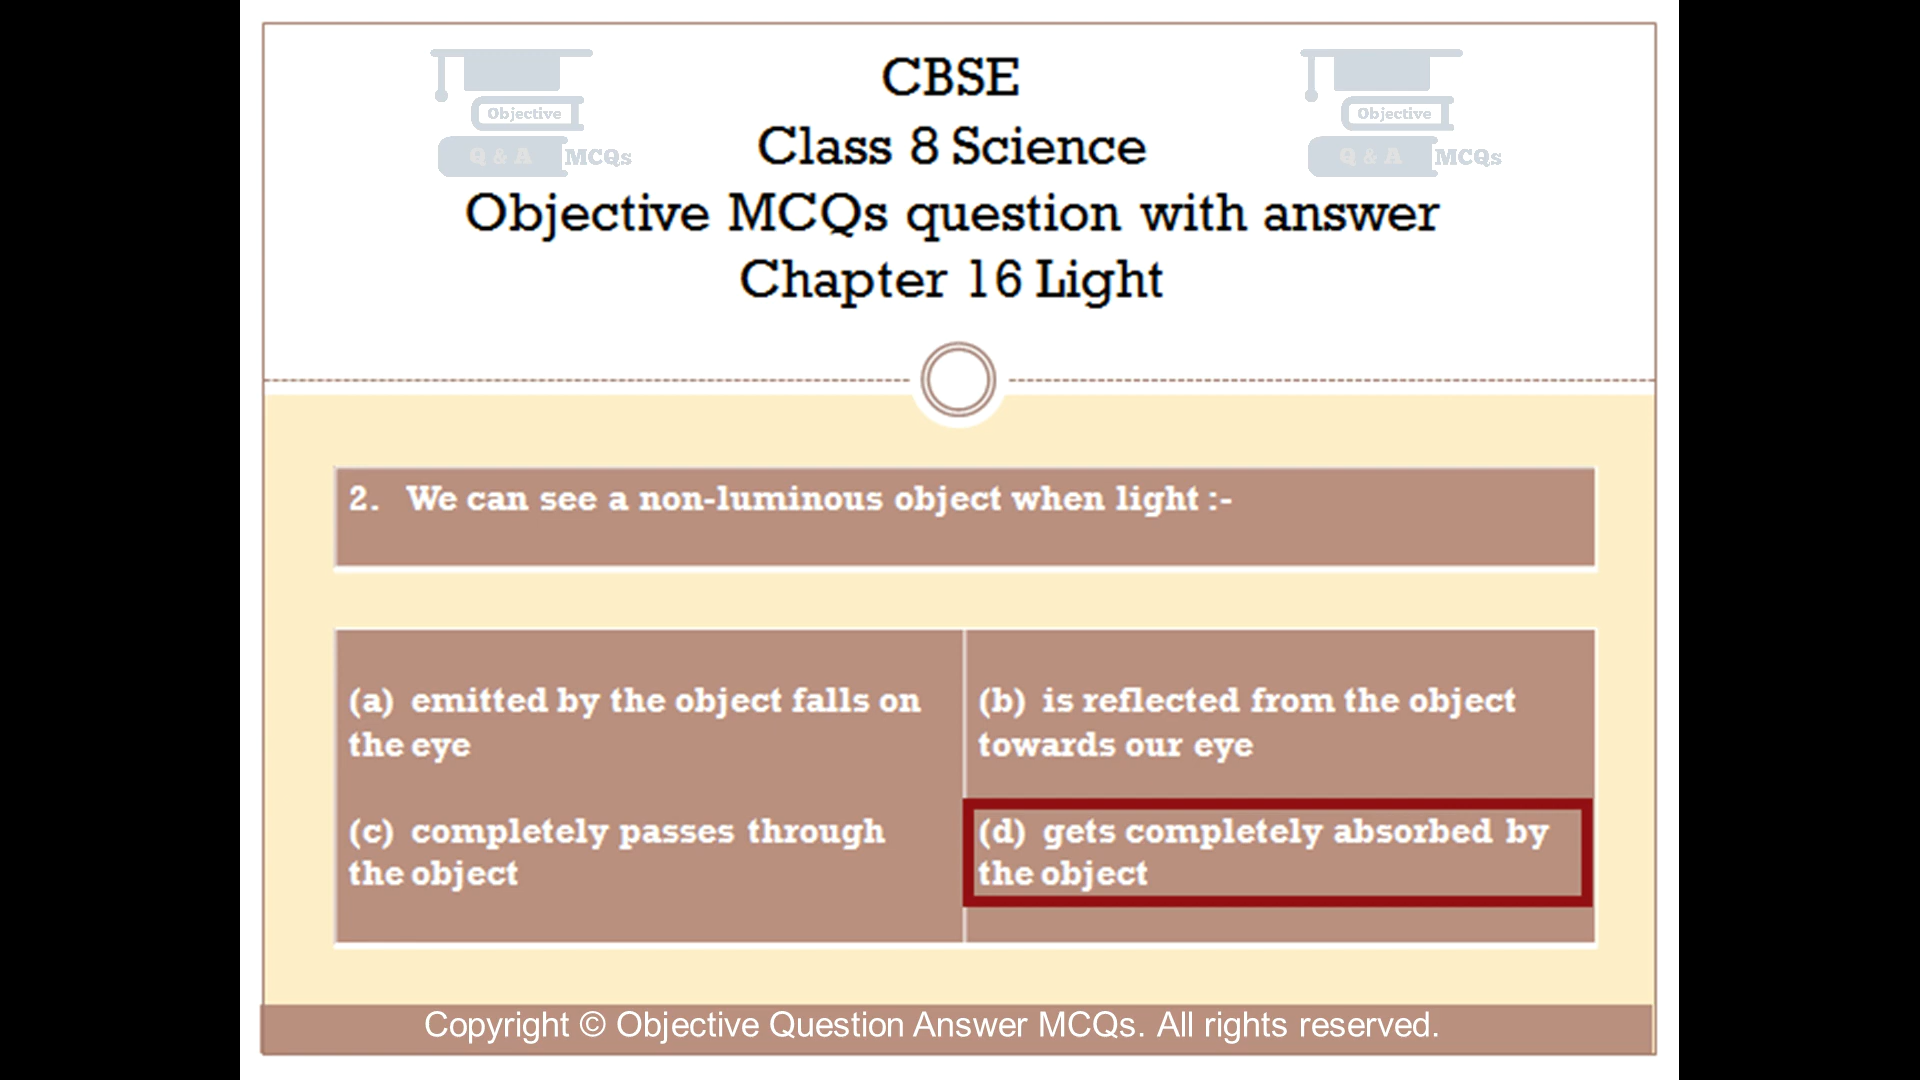 CBSE
Class 8 Science
Objective MCQs question with answer
Chapter 16 Light
Objective
Q & A MCQs
Objective
Q & A MCQs
2. We can see a non-luminous object when light :-
(a) emitted by the object falls on
the eye
(b) is reflected from the object
towards our eye
(c) completely passes through
the object
(d) gets completely absorbed by
the object
Copyright © Objective Question Answer MCQs. All rights reserved.